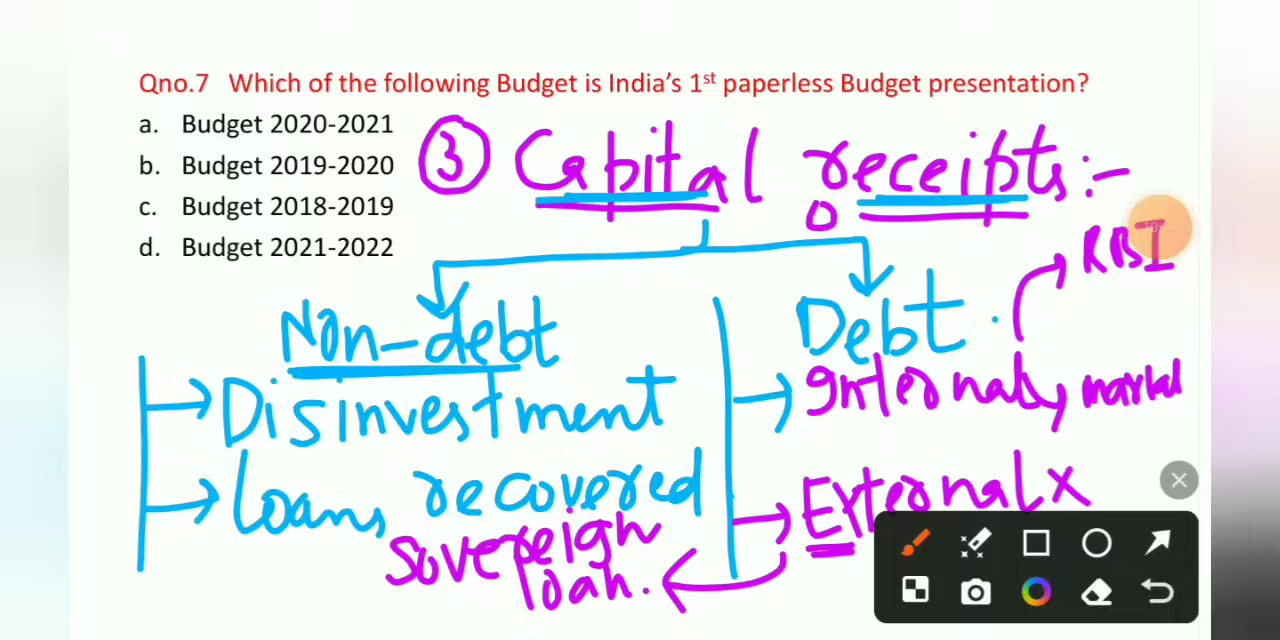 Qno.7 Which of the following Budget is India's 1st paperless Budget presentation?
a. Budget 2020-2021
b. Budget 2019-2020
c. Budget 2018-2019
d. Budget 2021-2022
③ Capital receipts:-
RBI
Non-debt
Debt
→ Disinvestment
→ Internal market
→ Loans recovered
→ External x
Sovereign
loan.